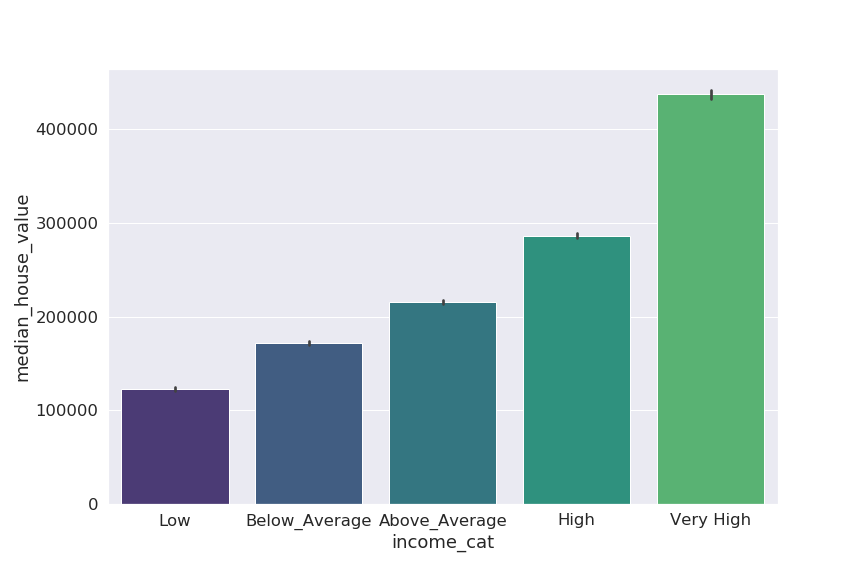 median_house_value
400000
300000
200000
100000
0
Low Below_Average Above_Average High Very High
income_cat